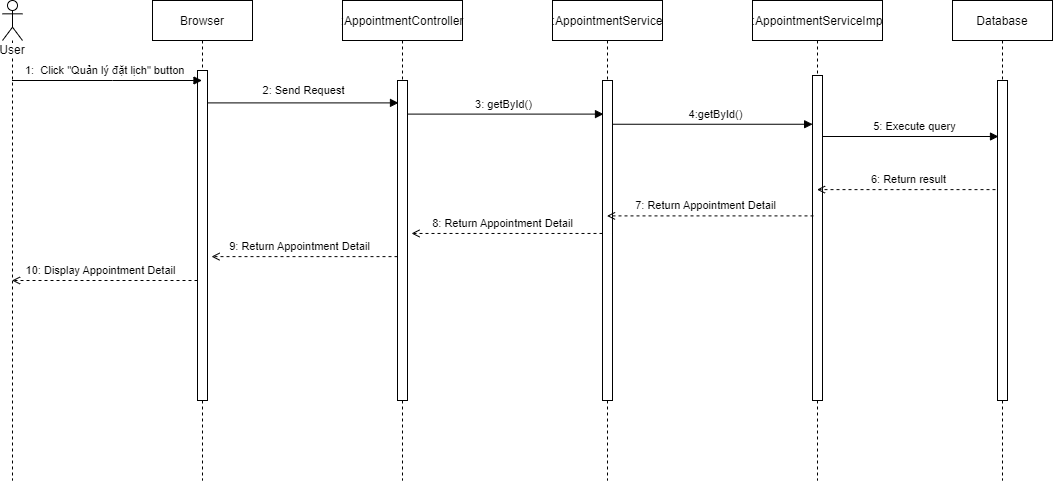 User
Browser
AppointmentController
:AppointmentService
:AppointmentServiceImp
Database
1: Click "Quản lý đặt lịch" button
2: Send Request
3: getById()
4:getById()
5: Execute query
6: Return result
7: Return Appointment Detail
8: Return Appointment Detail
9: Return Appointment Detail
10: Display Appointment Detail